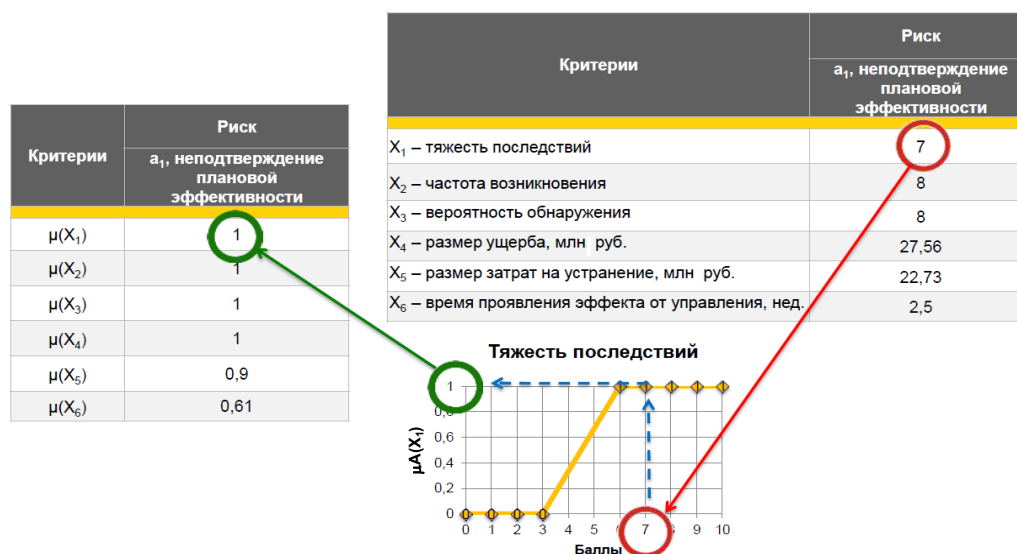 Критерии
Риск
a₁, неподтверждение
плановой
эффективности
X₁ – тяжесть последствий 7
X₂ – частота возникновения 8
X₃ – вероятность обнаружения 8
X₄ – размер ущерба, млн руб. 27,56
X₅ – размер затрат на устранение, млн руб. 22,73
X₆ – время проявления эффекта от управления, нед. 2,5
Критерии
Риск
a₁, неподтверждение
плановой
эффективности
μ(X₁) 1
μ(X₂) 1
μ(X₃) 1
μ(X₄) 1
μ(X₅) 0,9
μ(X₆) 0,61
Тяжесть последствий
μA(X₁)
1
0,8
0,6
0,4
0,2
0
0 1 2 3 4 5 6 7 8 9 10
Баллы